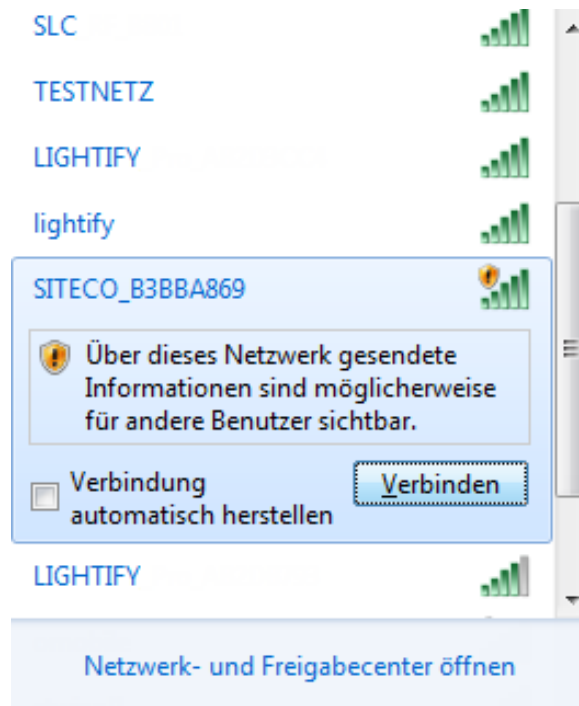 SLC
TESTNETZ
LIGHTIFY
lightify
SITECO_B3BBA869
Über dieses Netzwerk gesendete
Informationen sind möglicherweise
für andere Benutzer sichtbar.
Verbindung
automatisch herstellen
Verbinden
LIGHTIFY
Netzwerk- und Freigabecenter öffnen